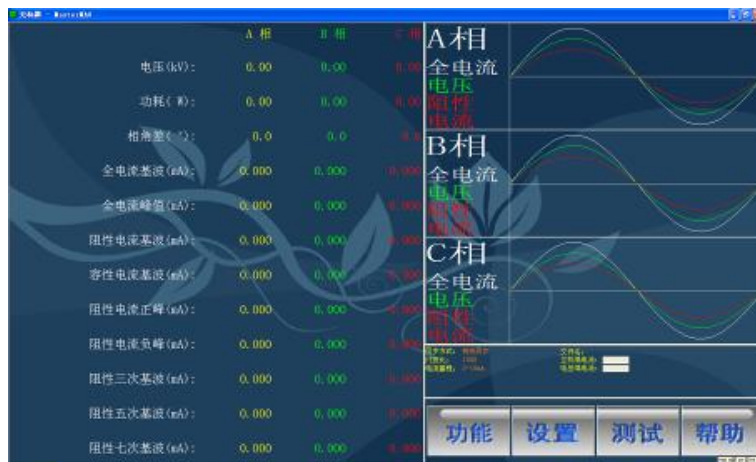 A 相 B 相 C 相
电压(kV): 0.00 0.00 0.00
功耗( W): 0.00 0.00 0.00
相角差(°): 0.0 0.0 0.0
全电流基波(mA): 0.000 0.000 0.000
全电流峰值(mA): 0.000 0.000 0.000
阻性电流基波(mA): 0.000 0.000 0.000
容性电流基波(mA): 0.000 0.000 0.000
阻性电流正峰(mA): 0.000 0.000 0.000
阻性电流负峰(mA): 0.000 0.000 0.000
阻性三次基波(mA): 0.000 0.000 0.000
阻性五次基波(mA): 0.000 0.000 0.000
阻性七次基波(mA): 0.000 0.000 0.000
A相
全电流
电压
阻性
电流
B相
全电流
电压
阻性
电流
C相
全电流
电压
阻性
电流
功能 设置 测试 帮助